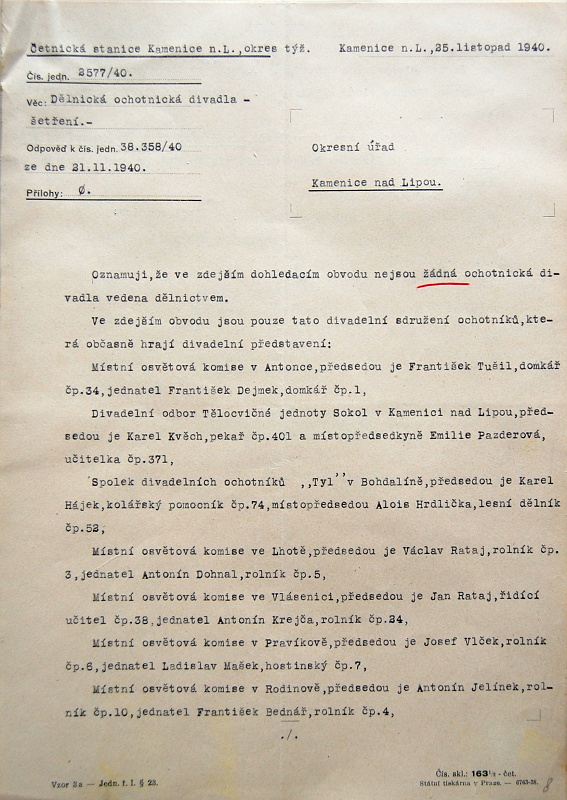 Četnická stanice Kamenice n.L.,okres týž. Kamenice n.L.,25.listopad 1940.
Čís. jedn. 2577/40.
Věc: Dělnická ochotnická divadla -
šetření.-
Odpověď k čís. jedn. 38.358/40
ze dne 21.11.1940.
Přílohy: Ø.
Okresní úřad
Kamenice nad Lipou.
Oznamuji,že ve zdejším dohledacím obvodu nejsou žádná ochotnická di-
vadla vedena dělnictvem.
Ve zdejším obvodu jsou pouze tato divadelní sdružení ochotníků,kte-
rá občasně hrají divadelní představení:
Místní osvětová komise v Antonce,předsedou je František Tušil,domkář
čp.34,jednatel František Dejmek,domkář čp.1,
Divadelní odbor Tělocvičné jednoty Sokol v Kamenici nad Lipou,před-
sedou je Karel Kvěch,pekař čp.401 a místopředsedkyně Emilie Pazderová,
učitelka čp.371,
Spolek divadelních ochotníků ,,Tyl'' v Bohdalíně,předsedou je Karel
Hájek,kolářský pomocník čp.74,místopředsedou Alois Hrdlička,lesní dělník
čp.52,
Místní osvětová komise ve Lhotě,předsedou je Václav Rataj,rolník čp.
3,jednatel Antonín Dohnal,rolník čp.5,
Místní osvětová komise ve Vlásenici,předsedou je Jan Rataj,řídící
učitel čp.38,jednatel Antonín Krejča,rolník čp.24,
Místní osvětová komise v Pravíkově,předsedou je Josef Vlček,rolník
čp.6,jednatel Ladislav Mašek,hostinský čp.7,
Místní osvětová komise v Rodinově,předsedou je Antonín Jelínek,rol-
ník čp.10,jednatel František Bednář,rolník čp.4,
./.
Vzor 3a — Jedn. f. I. § 23.
Čís. skl.: 163½ - čet.
Státní tiskárna v Praze. — 6763-38.
8